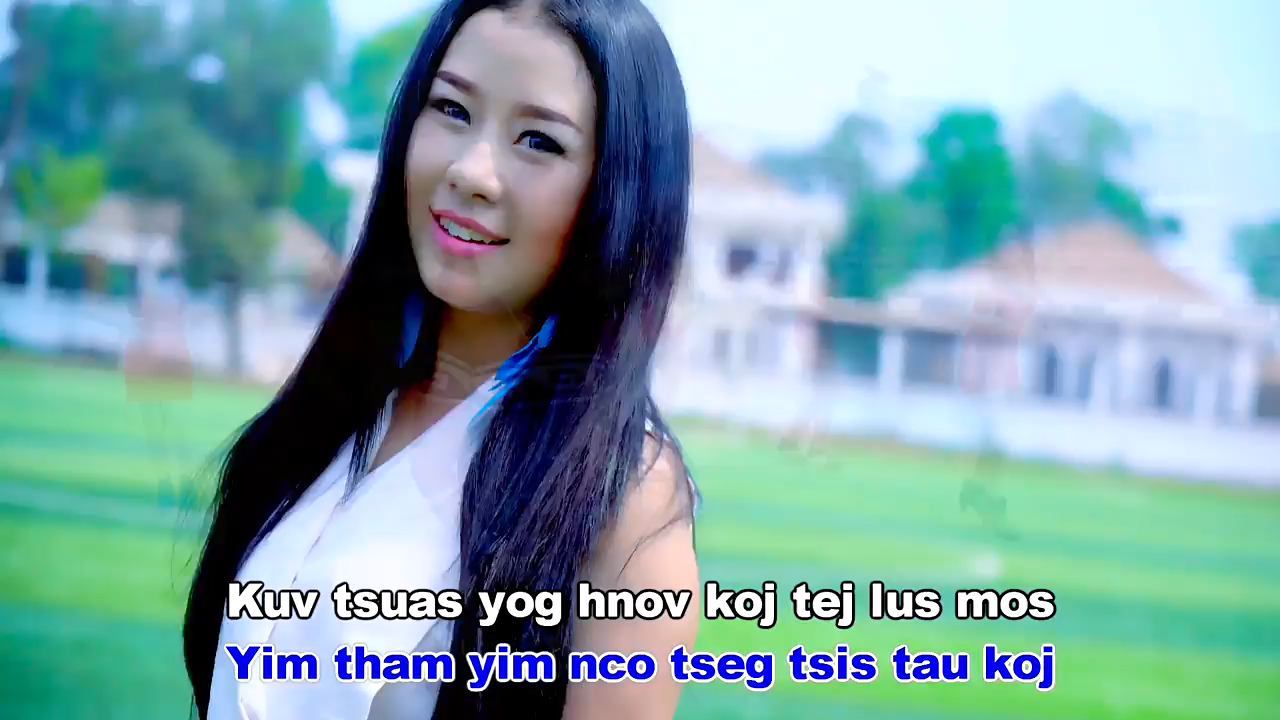 Kuv tsuas yog hnov koj tej lus mos
Yim tham yim nco tseg tsis tau koj